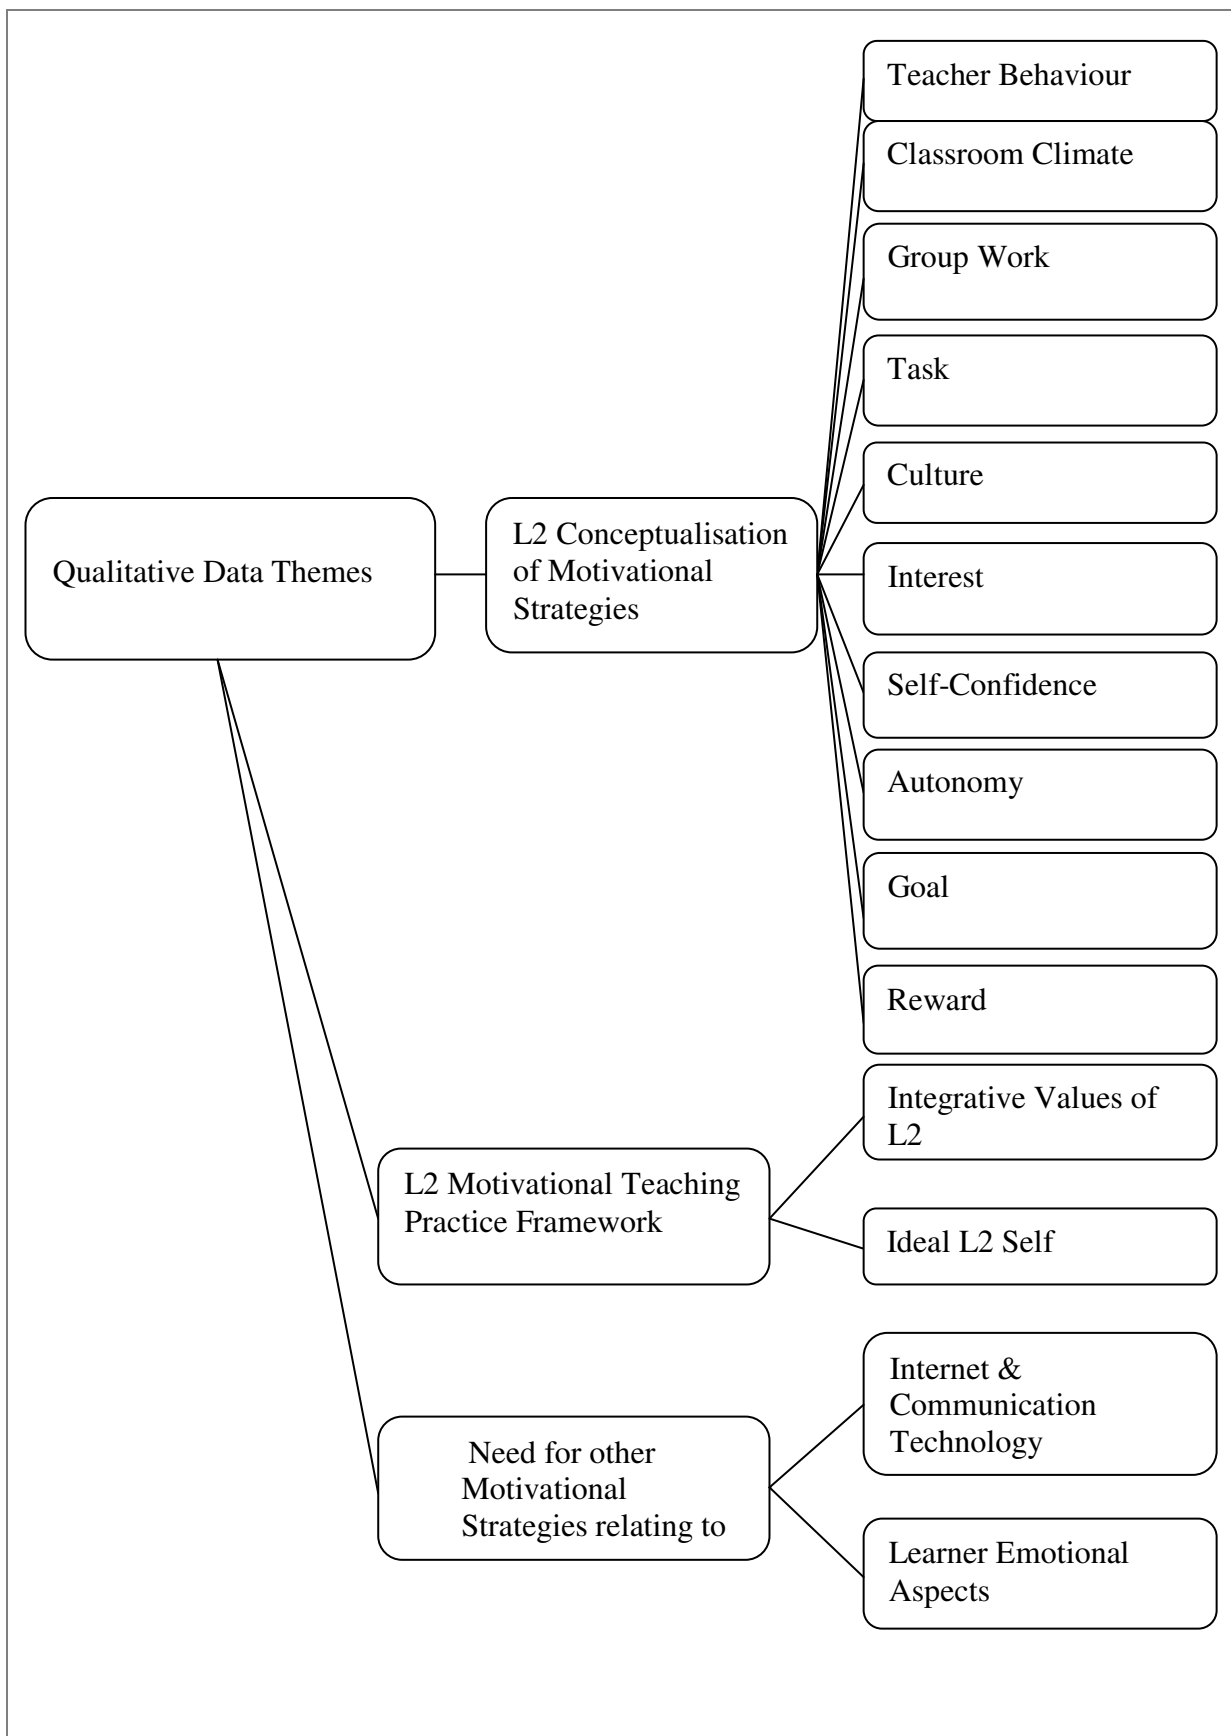 Teacher Behaviour
Classroom Climate
Group Work
Task
Culture
Qualitative Data Themes
L2 Conceptualisation
of Motivational
Strategies
Interest
Self-Confidence
Autonomy
Goal
Reward
L2 Motivational Teaching
Practice Framework
Integrative Values of
L2
Ideal L2 Self
Need for other
Motivational
Strategies relating to
Internet &
Communication
Technology
Learner Emotional
Aspects